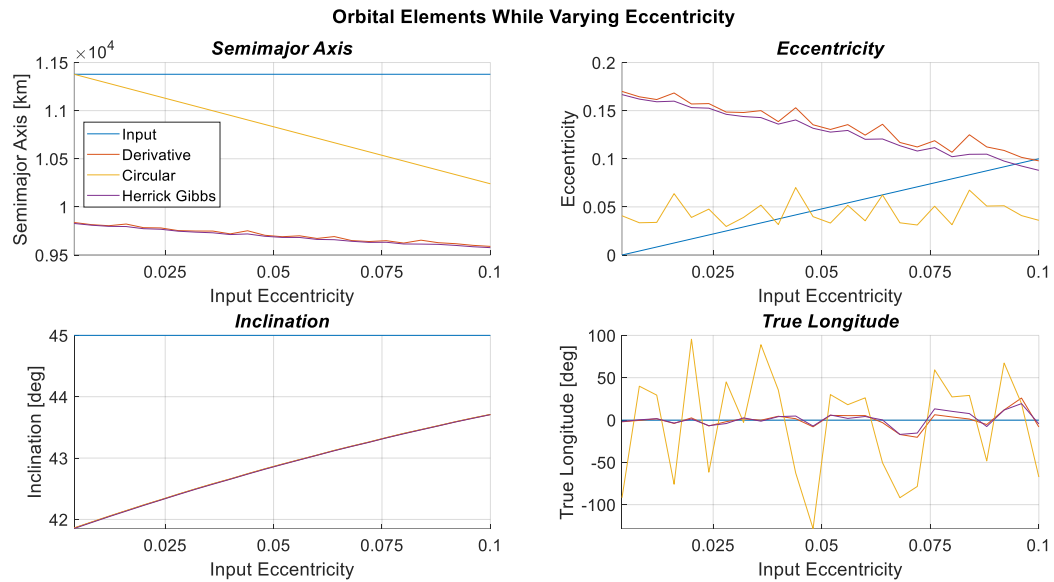 Orbital Elements While Varying Eccentricity
×10⁴
Semimajor Axis
Semimajor Axis [km]
1.15
1.1
1.05
1
0.95
Input
Derivative
Circular
Herrick Gibbs
0.025
0.05
0.075
0.1
Input Eccentricity
Eccentricity
Eccentricity
0.2
0.15
0.1
0.05
0
0.025
0.05
0.075
0.1
Input Eccentricity
Inclination
Inclination [deg]
45
44
43
42
0.025
0.05
0.075
0.1
Input Eccentricity
True Longitude
True Longitude [deg]
100
50
0
-50
-100
0.025
0.05
0.075
0.1
Input Eccentricity